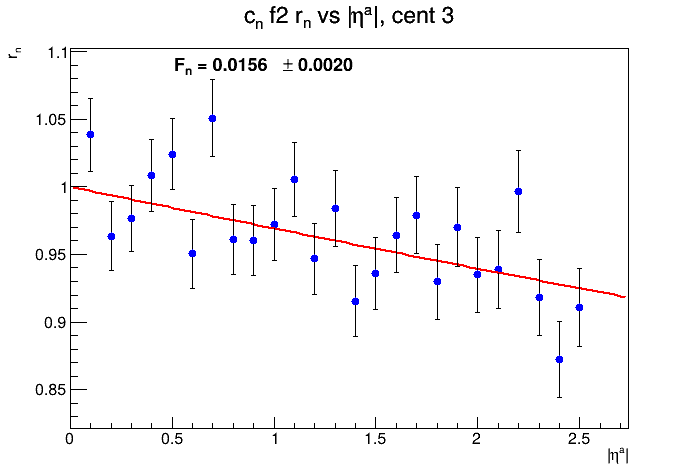 c_n f2 r_n vs |η^a|, cent 3
r_n
F_n = 0.0156 ± 0.0020
1.1
1.05
1
0.95
0.9
0.85
0 0.5 1 1.5 2 2.5
|η^a|